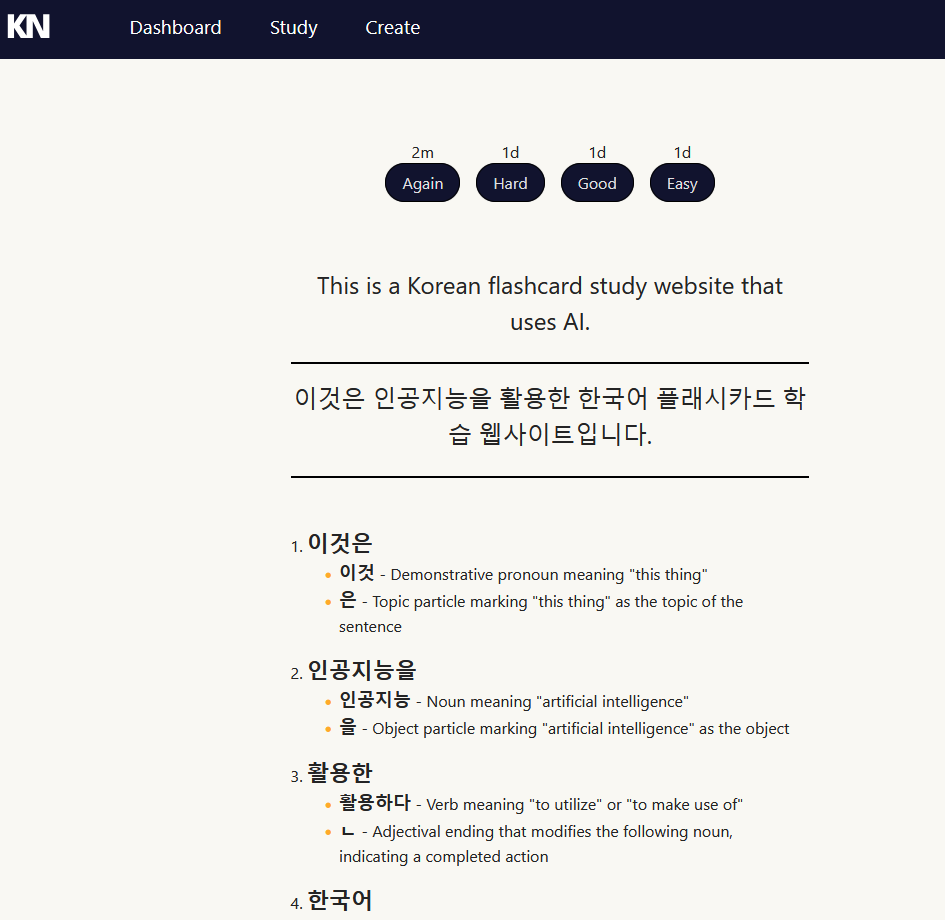 KN
Dashboard Study Create
2m 1d 1d 1d
Again Hard Good Easy
This is a Korean flashcard study website that
uses AI.
이것은 인공지능을 활용한 한국어 플래시카드 학
습 웹사이트입니다.
1. 이것은
• 이것 - Demonstrative pronoun meaning "this thing"
• 은 - Topic particle marking "this thing" as the topic of the
sentence
2. 인공지능을
• 인공지능 - Noun meaning "artificial intelligence"
• 을 - Object particle marking "artificial intelligence" as the object
3. 활용한
• 활용하다 - Verb meaning "to utilize" or "to make use of"
• ㄴ - Adjectival ending that modifies the following noun,
indicating a completed action
4. 한국어